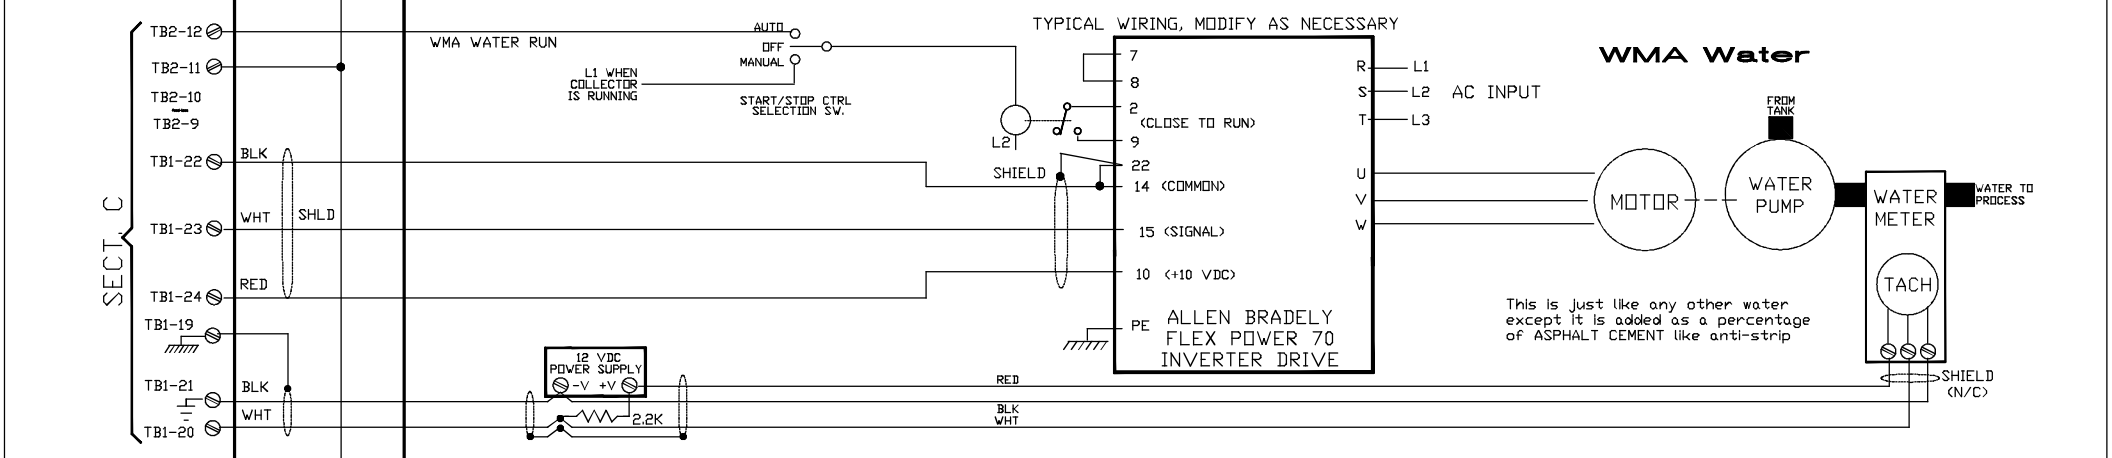 TYPICAL WIRING, MODIFY AS NECESSARY
WMA Water
SECT. C
TB2-12
WMA WATER RUN
AUTO
OFF
MANUAL
TB2-11
L1 WHEN
COLLECTOR
IS RUNNING
START/STOP CTRL
SELECTION SW.
TB2-10
TB2-9
L2
7
8
2
(CLOSE TO RUN)
9
22
14 (COMMON)
15 (SIGNAL)
10 (+10 VDC)
PE
SHIELD
R
L1
S
L2
T
L3
AC INPUT
U
V
W
ALLEN BRADELY
FLEX POWER 70
INVERTER DRIVE
FROM
TANK
MOTOR
WATER
PUMP
WATER
METER
WATER TO
PROCESS
TACH
This is just like any other water
except it is added as a percentage
of ASPHALT CEMENT like anti-strip
SHIELD
(N/C)
TB1-22
BLK
TB1-23
WHT
SHLD
TB1-24
RED
TB1-19
TB1-21
BLK
TB1-20
WHT
12 VDC
POWER SUPPLY
-V +V
2.2K
RED
BLK
WHT